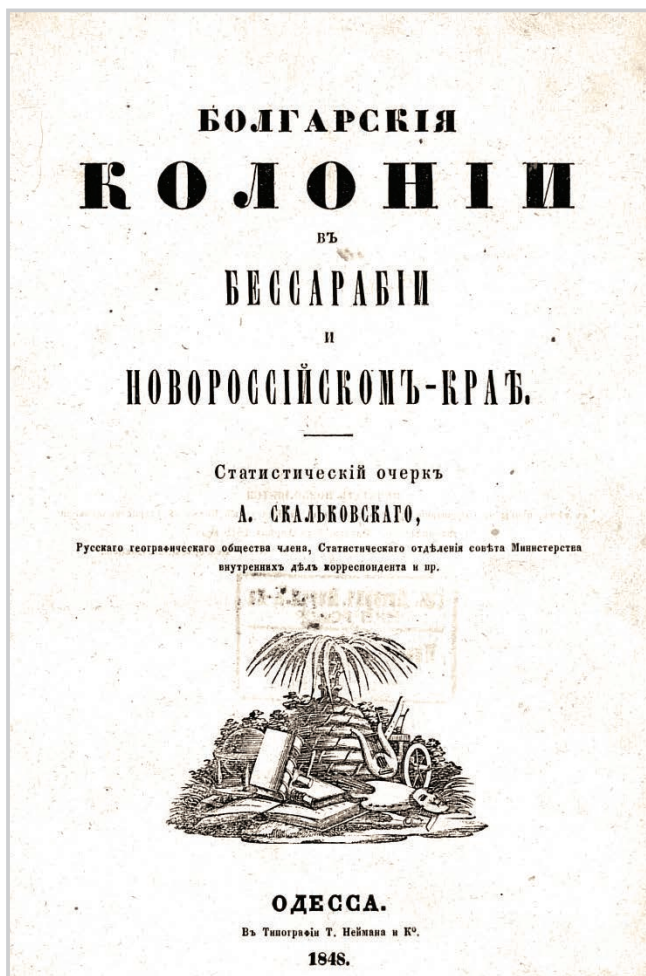 БОЛГАРСКІЯ
КОЛОНІИ
ВЪ
БЕССАРАБІИ
И
НОВОРОССІЙСКОМЪ-КРАѢ.
Статистическій очеркъ
А. СКАЛЬКОВСКАГО,
Русскаго географическаго общества члена, Статистическаго отдѣленія совѣта Министерства
внутреннихъ дѣлъ корреспондента и пр.
ОДЕССА.
Въ Типографіи Т. Неймана и Кº.
1848.